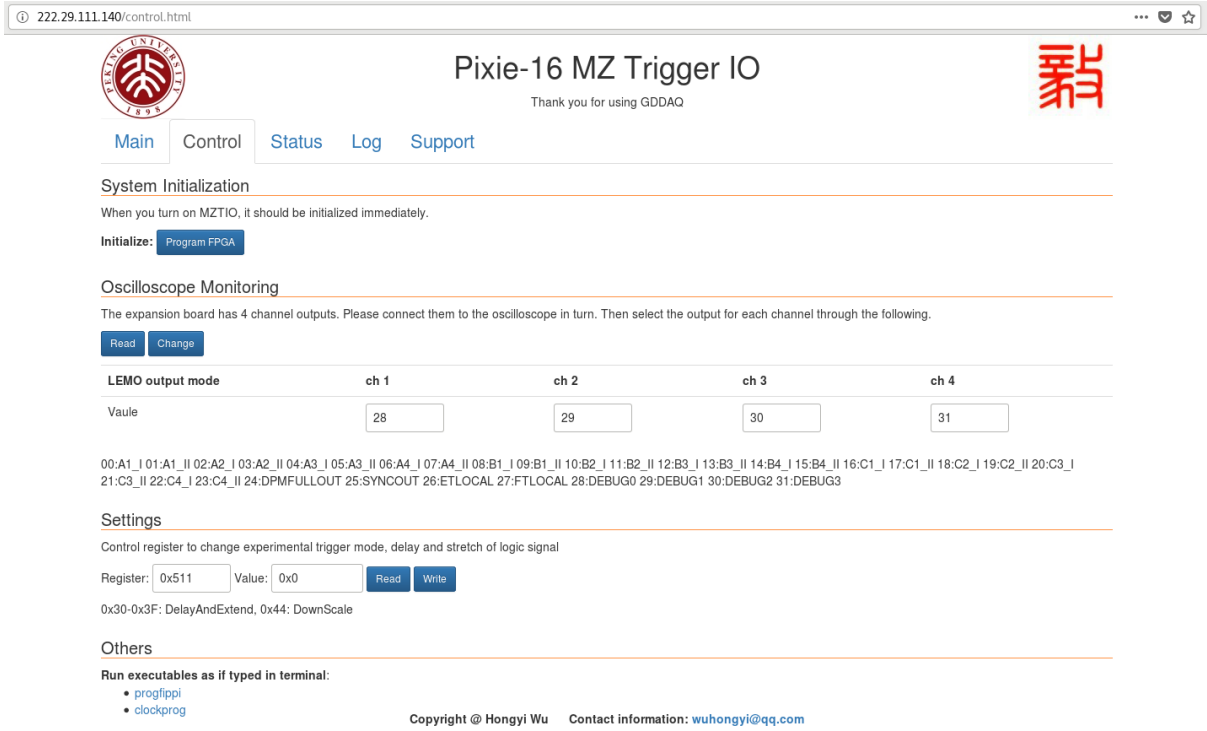 222.29.111.140/control.html
PEKING UNIVERSITY
1898
Pixie-16 MZ Trigger IO
Thank you for using GDDAQ
Main Control Status Log Support
System Initialization
When you turn on MZTIO, it should be initialized immediately.
Initialize: Program FPGA
Oscilloscope Monitoring
The expansion board has 4 channel outputs. Please connect them to the oscilloscope in turn. Then select the output for each channel through the following.
Read Change
LEMO output mode ch 1 ch 2 ch 3 ch 4
Vaule 28 29 30 31
00:A1_I 01:A1_II 02:A2_I 03:A2_II 04:A3_I 05:A3_II 06:A4_I 07:A4_II 08:B1_I 09:B1_II 10:B2_I 11:B2_II 12:B3_I 13:B3_II 14:B4_I 15:B4_II 16:C1_I 17:C1_II 18:C2_I 19:C2_II 20:C3_I
21:C3_II 22:C4_I 23:C4_II 24:DPMFULLOUT 25:SYNCOUT 26:ETLOCAL 27:FTLOCAL 28:DEBUG0 29:DEBUG1 30:DEBUG2 31:DEBUG3
Settings
Control register to change experimental trigger mode, delay and stretch of logic signal
Register: 0x511 Value: 0x0 Read Write
0x30-0x3F: DelayAndExtend, 0x44: DownScale
Others
Run executables as if typed in terminal:
progfippi
clockprog
Copyright @ Hongyi Wu Contact information: wuhongyi@qq.com